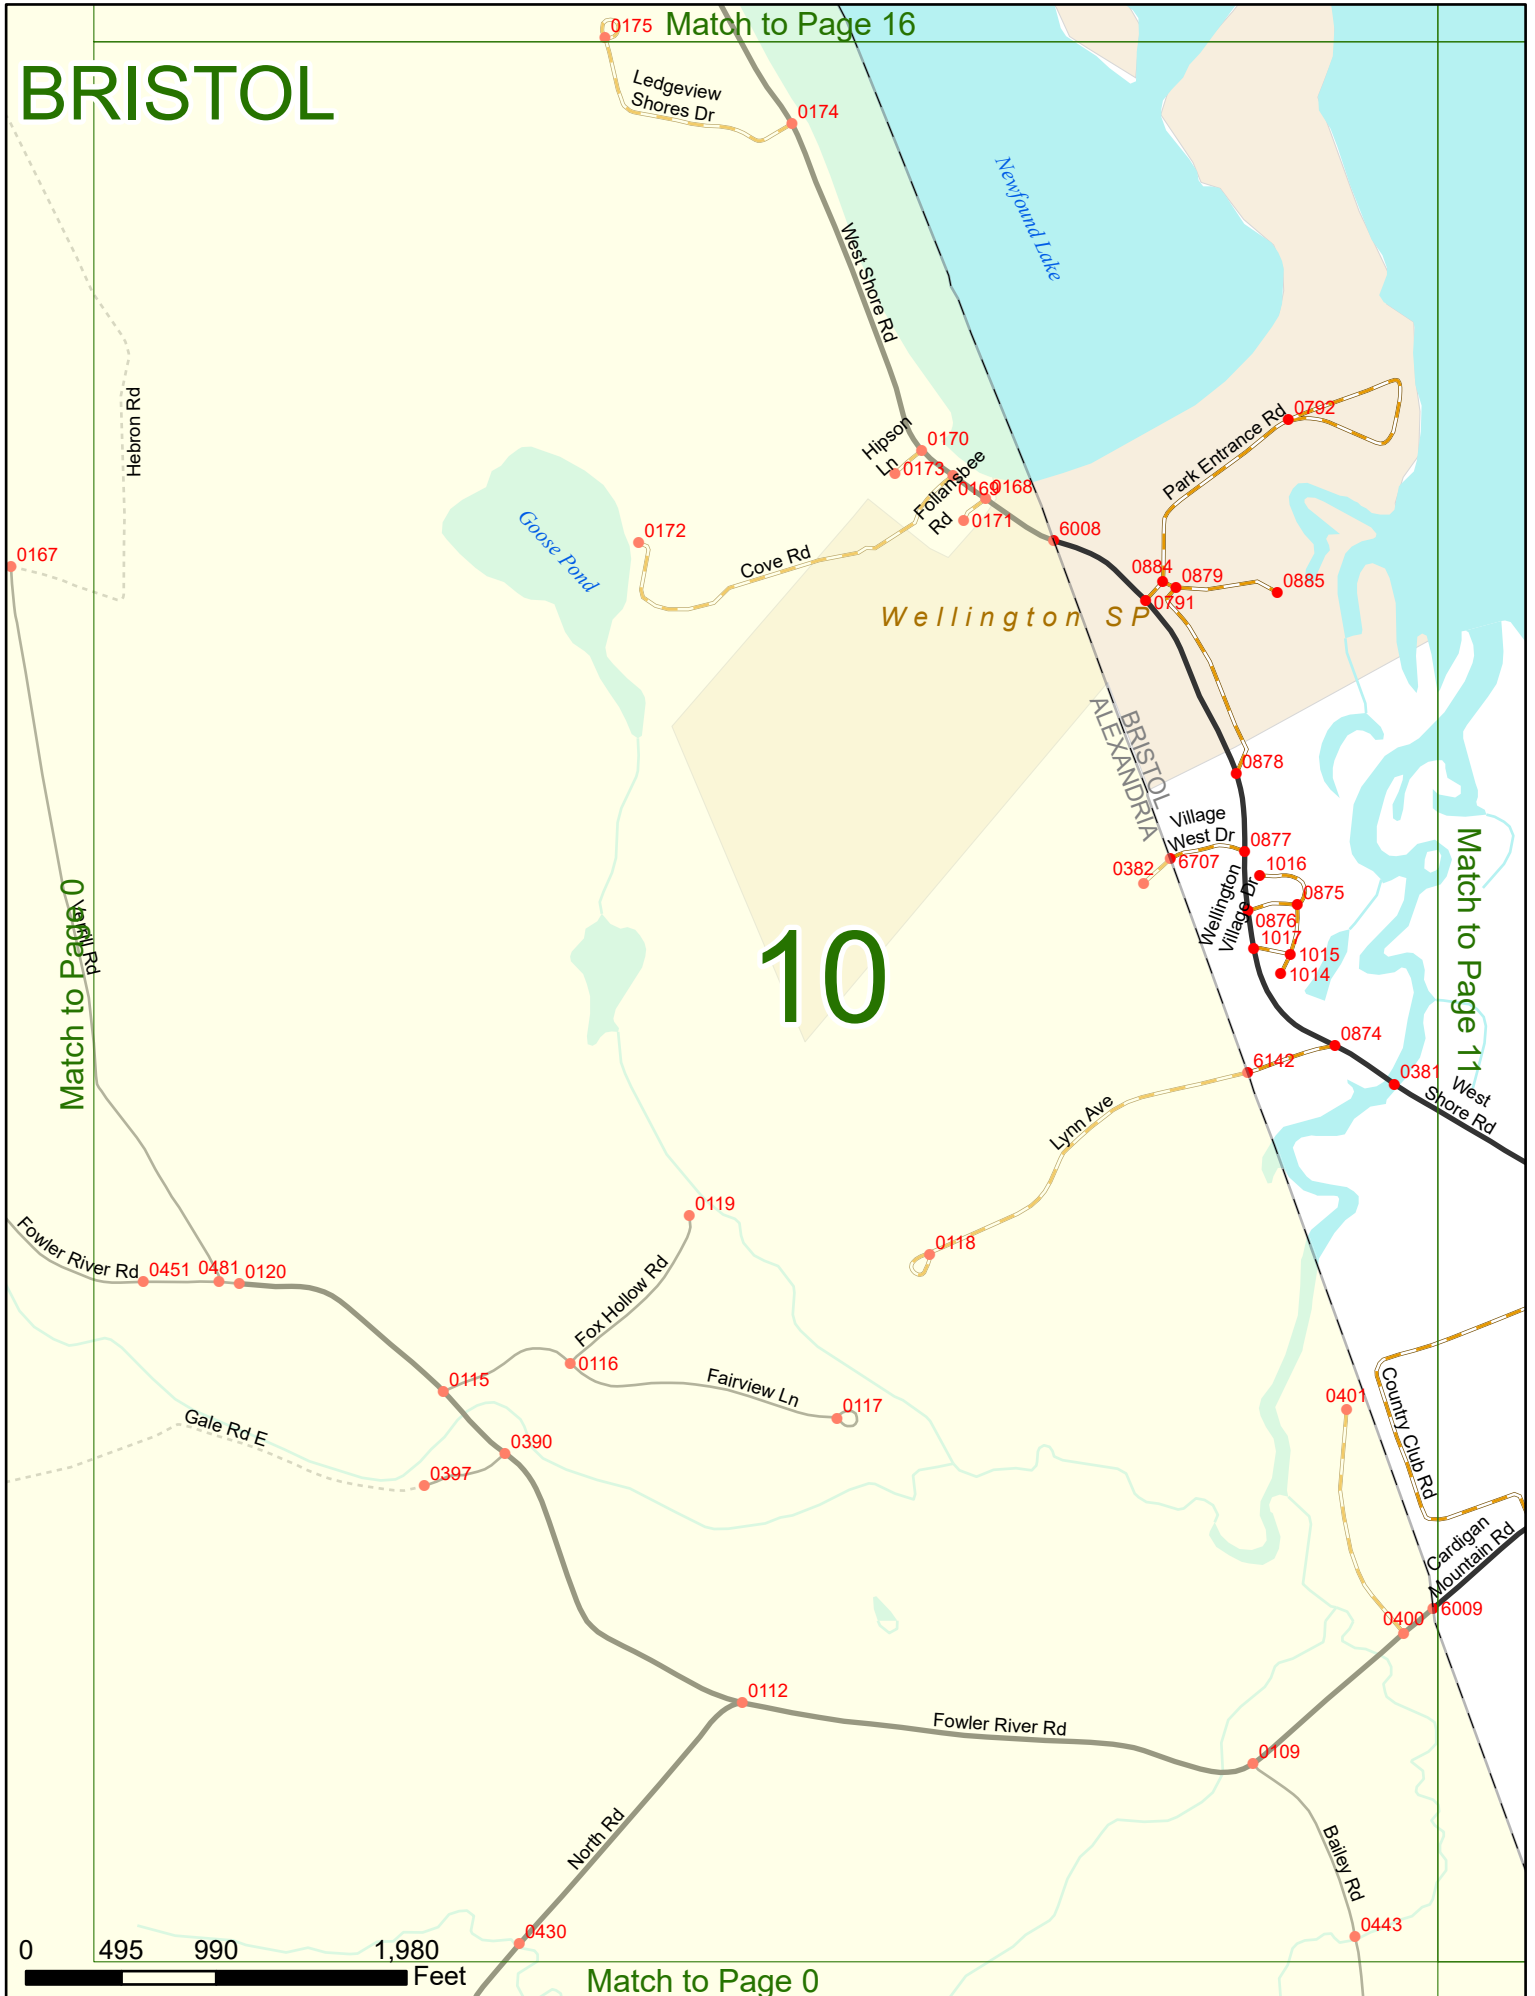 Match to Page 16
BRISTOL
0175
Ledgeview
Shores Dr
0174
Newfound Lake
West Shore Rd
Hebron Rd
0792
Park Entrance Rd
Hipson
Ln
0170
0173
Follansbee
Rd
0169
0168
0171
6008
0172
Goose Pond
Cove Rd
0167
0884
0879
0885
0791
Wellington SP
BRISTOL
ALEXANDRIA
0878
Village
West Dr
0877
6707
0382
1016
Wellington
Village Dr
0875
0876
1017
1015
1014
Match to Page 0
Verrill Rd
10
Match to Page 11
0874
6142
0381
West
Shore Rd
Lynn Ave
0119
0118
Fowler River Rd
0451
0481
0120
Fox Hollow Rd
0116
0115
Fairview Ln
0117
Gale Rd E
0390
0397
0401
Country Club Rd
Cardigan
Mountain Rd
6009
0400
0112
Fowler River Rd
0109
North Rd
Bailey Rd
0430
0443
0 495 990 1,980
Feet
Match to Page 0